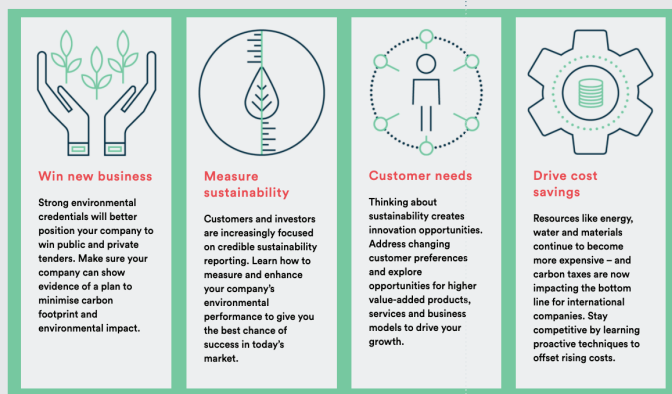 Win new business
Strong environmental
credentials will better
position your company to
win public and private
tenders. Make sure your
company can show
evidence of a plan to
minimise carbon
footprint and
environmental impact.
Measure
sustainability
Customers and investors
are increasingly focused
on credible sustainability
reporting. Learn how to
measure and enhance
your company's
environmental
performance to give you
the best chance of
success in today's
market.
Customer needs
Thinking about
sustainability creates
innovation opportunities.
Address changing
customer preferences
and explore
opportunities for higher
value-added products,
services and business
models to drive your
growth.
Drive cost
savings
Resources like energy,
water and materials
continue to become
more expensive – and
carbon taxes are now
impacting the bottom
line for international
companies. Stay
competitive by learning
proactive techniques to
offset rising costs.